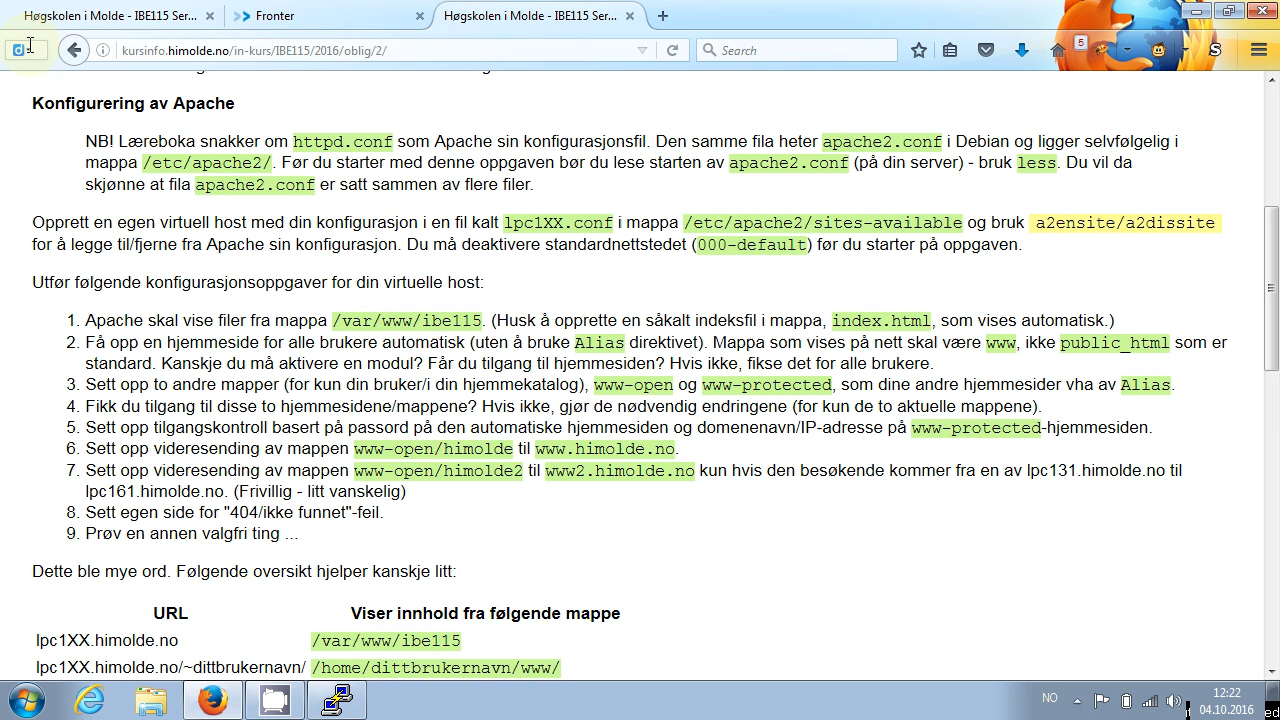 Høgskolen i Molde - IBE115 Ser...
Fronter
Høgskolen i Molde - IBE115 Ser...
kursinfo.himolde.no/in-kurs/IBE115/2016/oblig/2/
Search
5
S
Konfigurering av Apache
NB! Læreboka snakker om httpd.conf som Apache sin konfigurasjonsfil. Den samme fila heter apache2.conf i Debian og ligger selvfølgelig i
mappa /etc/apache2/. Før du starter med denne oppgaven bør du lese starten av apache2.conf (på din server) - bruk less. Du vil da
skjønne at fila apache2.conf er satt sammen av flere filer.
Opprett en egen virtuell host med din konfigurasjon i en fil kalt lpc1XX.conf i mappa /etc/apache2/sites-available og bruk a2ensite/a2dissite
for å legge til/fjerne fra Apache sin konfigurasjon. Du må deaktivere standardnettstedet (000-default) før du starter på oppgaven.
Utfør følgende konfigurasjonsoppgaver for din virtuelle host:
1. Apache skal vise filer fra mappa /var/www/ibe115. (Husk å opprette en såkalt indeksfil i mappa, index.html, som vises automatisk.)
2. Få opp en hjemmeside for alle brukere automatisk (uten å bruke Alias direktivet). Mappa som vises på nett skal være www, ikke public_html som er
standard. Kanskje du må aktivere en modul? Får du tilgang til hjemmesiden? Hvis ikke, fikse det for alle brukere.
3. Sett opp to andre mapper (for kun din bruker/i din hjemmekatalog), www-open og www-protected, som dine andre hjemmesider vha av Alias.
4. Fikk du tilgang til disse to hjemmesidene/mappene? Hvis ikke, gjør de nødvendig endringene (for kun de to aktuelle mappene).
5. Sett opp tilgangskontroll basert på passord på den automatiske hjemmesiden og domenenavn/IP-adresse på www-protected-hjemmesiden.
6. Sett opp videresending av mappen www-open/himolde til www.himolde.no.
7. Sett opp videresending av mappen www-open/himolde2 til www2.himolde.no kun hvis den besøkende kommer fra en av lpc131.himolde.no til
lpc161.himolde.no. (Frivillig - litt vanskelig)
8. Sett egen side for "404/ikke funnet"-feil.
9. Prøv en annen valgfri ting ...
Dette ble mye ord. Følgende oversikt hjelper kanskje litt:
URL Viser innhold fra følgende mappe
lpc1XX.himolde.no /var/www/ibe115
lpc1XX.himolde.no/~dittbrukernavn/ /home/dittbrukernavn/www/
NO
12:22
04.10.2016